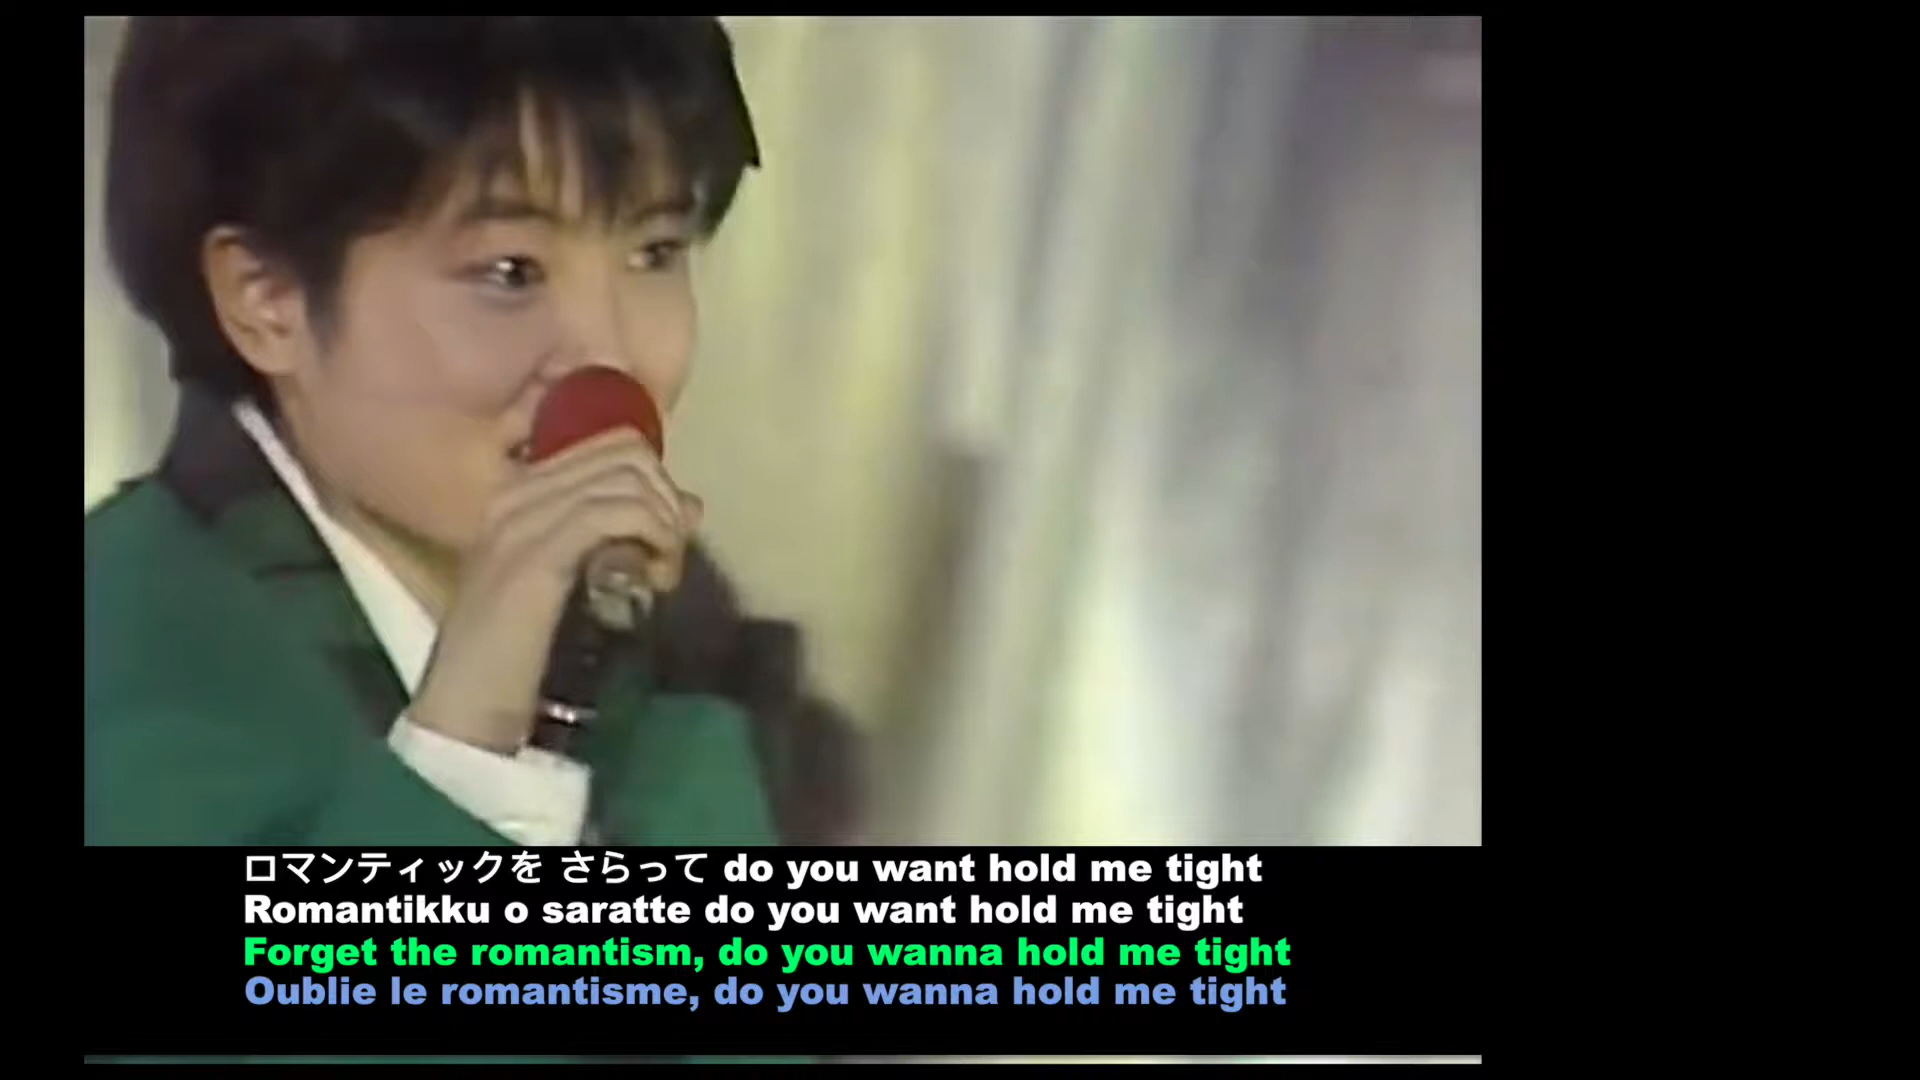 ロマンティックを さらって do you want hold me tight
Romantikku o saratte do you want hold me tight
Forget the romantism, do you wanna hold me tight
Oublie le romantisme, do you wanna hold me tight